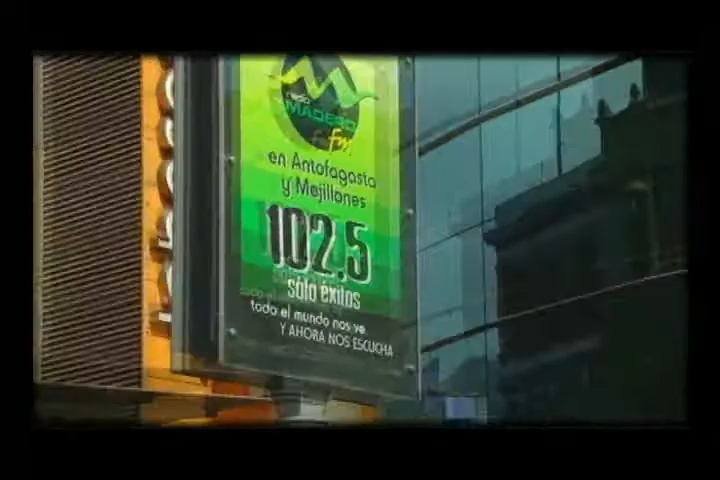 radio
MADERO
fm
en Antofagasta
y Mejillones
102.5
sólo éxitos
todo el mundo nos ve
Y AHORA NOS ESCUCHA